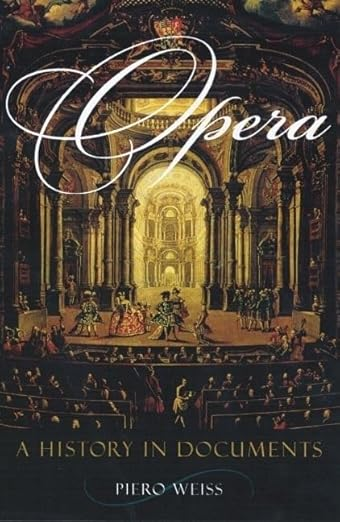 Opera
A HISTORY IN DOCUMENTS
PIERO WEISS